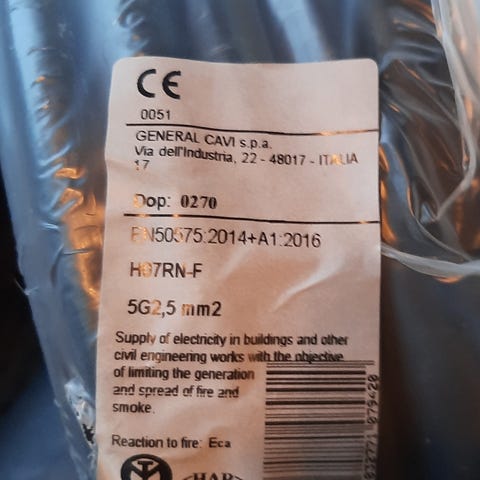 CE
0051
GENERAL CAVI s.p.a.
Via dell'Industria, 22 - 48017 - ITALIA
17
Dop: 0270
EN50575:2014+A1:2016
H07RN-F
5G2,5 mm2
Supply of electricity in buildings and other
civil engineering works with the objective
of limiting the generation
and spread of fire and
smoke.
Reaction to fire: Eca